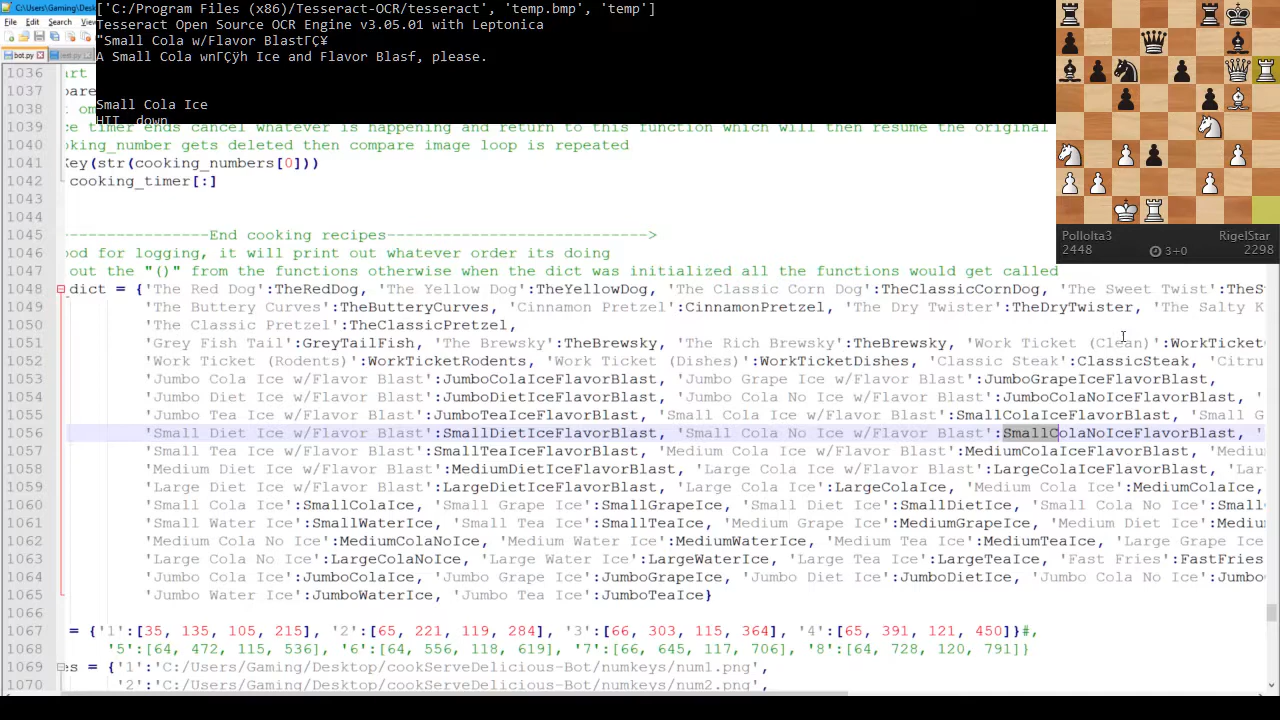 C:\Users\Gaming\Desk
['C:/Program Files (x86)/Tesseract-OCR/tesseract', 'temp.bmp', 'temp']
Tesseract Open Source OCR Engine v3.05.01 with Leptonica
"Small Cola w/Flavor BlastΓÇ¥
A Small Cola wnΓÇÿh Ice and Flavor Blasf, please.
Small Cola Ice
HIT  down
File Edit Search
bot.py
1036 art
1037 pare
1038 t om
1039 ce timer ends cancel whatever is happening and return to this function which will then resume the original
1040 oking_number gets deleted then compare image loop is repeated
1041 Key(str(cooking_numbers[0]))
1042 cooking_timer[:]
1043
1044
1045 ----------------End cooking recipes----------------------------->
1046 ood for logging, it will print out whatever order its doing
1047 out the "()" from the functions otherwise when the dict was initialized all the functions would get called
1048 _dict = {'The Red Dog':TheRedDog, 'The Yellow Dog':TheYellowDog, 'The Classic Corn Dog':TheClassicCornDog, 'The Sweet Twist':TheS
1049 'The Buttery Curves':TheButteryCurves, 'Cinnamon Pretzel':CinnamonPretzel, 'The Dry Twister':TheDryTwister, 'The Salty K
1050 'The Classic Pretzel':TheClassicPretzel,
1051 'Grey Fish Tail':GreyTailFish, 'The Brewsky':TheBrewsky, 'The Rich Brewsky':TheBrewsky, 'Work Ticket (Clean)':WorkTicket
1052 'Work Ticket (Rodents)':WorkTicketRodents, 'Work Ticket (Dishes)':WorkTicketDishes, 'Classic Steak':ClassicSteak, 'Citru
1053 'Jumbo Cola Ice w/Flavor Blast':JumboColaIceFlavorBlast, 'Jumbo Grape Ice w/Flavor Blast':JumboGrapeIceFlavorBlast,
1054 'Jumbo Diet Ice w/Flavor Blast':JumboDietIceFlavorBlast, 'Jumbo Cola No Ice w/Flavor Blast':JumboColaNoIceFlavorBlast, '
1055 'Jumbo Tea Ice w/Flavor Blast':JumboTeaIceFlavorBlast, 'Small Cola Ice w/Flavor Blast':SmallColaIceFlavorBlast, 'Small G
1056 'Small Diet Ice w/Flavor Blast':SmallDietIceFlavorBlast, 'Small Cola No Ice w/Flavor Blast':SmallColaNoIceFlavorBlast, '
1057 'Small Tea Ice w/Flavor Blast':SmallTeaIceFlavorBlast, 'Medium Cola Ice w/Flavor Blast':MediumColaIceFlavorBlast, 'Mediu
1058 'Medium Diet Ice w/Flavor Blast':MediumDietIceFlavorBlast, 'Large Cola Ice w/Flavor Blast':LargeColaIceFlavorBlast, 'Lar
1059 'Large Diet Ice w/Flavor Blast':LargeDietIceFlavorBlast, 'Large Cola Ice':LargeColaIce, 'Medium Cola Ice':MediumColaIce,
1060 'Small Cola Ice':SmallColaIce, 'Small Grape Ice':SmallGrapeIce, 'Small Diet Ice':SmallDietIce, 'Small Cola No Ice':Small
1061 'Small Water Ice':SmallWaterIce, 'Small Tea Ice':SmallTeaIce, 'Medium Grape Ice':MediumGrapeIce, 'Medium Diet Ice':Mediu
1062 'Medium Cola No Ice':MediumColaNoIce, 'Medium Water Ice':MediumWaterIce, 'Medium Tea Ice':MediumTeaIce, 'Large Grape Ice
1063 'Large Cola No Ice':LargeColaNoIce, 'Large Water Ice':LargeWaterIce, 'Large Tea Ice':LargeTeaIce, 'Fast Fries':FastFries
1064 'Jumbo Cola Ice':JumboColaIce, 'Jumbo Grape Ice':JumboGrapeIce, 'Jumbo Diet Ice':JumboDietIce, 'Jumbo Cola No Ice':Jumbo
1065 'Jumbo Water Ice':JumboWaterIce, 'Jumbo Tea Ice':JumboTeaIce}
1066
1067 = {'1':[35, 135, 105, 215], '2':[65, 221, 119, 284], '3':[66, 303, 115, 364], '4':[65, 391, 121, 450]}#,
1068 '5':[64, 472, 115, 536], '6':[64, 556, 118, 619], '7':[66, 645, 117, 706], '8':[64, 728, 120, 791]}
1069 es = {'1':'C:/Users/Gaming/Desktop/cookServeDelicious-Bot/numkeys/num1.png',
1070 '2':'C:/Users/Gaming/Desktop/cookServeDelicious-Bot/numkeys/num2.png',
Pollolta3 RigelStar
2448 3+0 2298